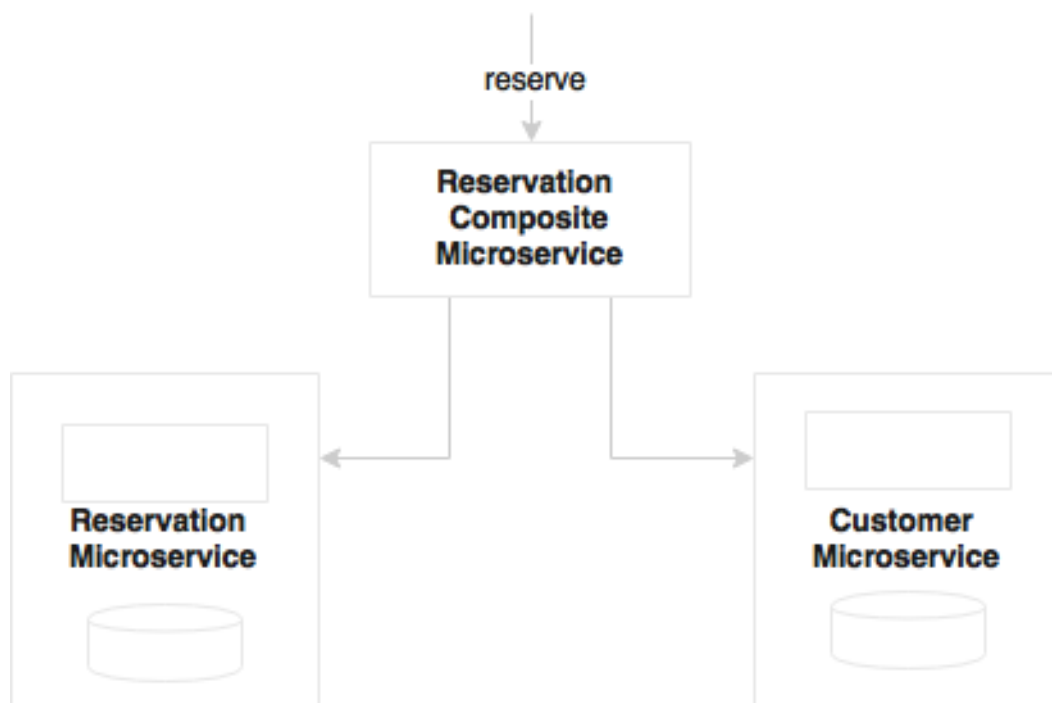 reserve
Reservation
Composite
Microservice
Reservation
Microservice
Customer
Microservice